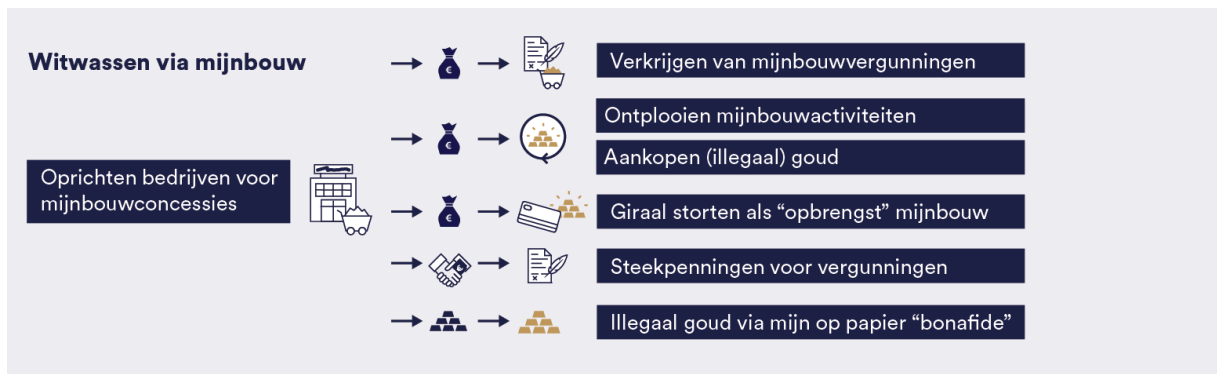 Witwassen via mijnbouw
Verkrijgen van mijnbouwvergunningen
Ontplooien mijnbouwactiviteiten
Aankopen (illegaal) goud
Oprichten bedrijven voor
mijnbouwconcessies
Giraal storten als “opbrengst” mijnbouw
Steekpenningen voor vergunningen
Illegaal goud via mijn op papier “bonafide”